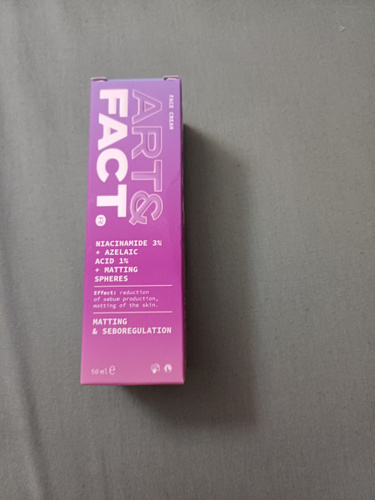 FACE CREAM
ART&
FACT.
NIACINAMIDE 3%
+ AZELAIC
ACID 1%
+ MATTING
SPHERES
Effect: reduction
of sebum production,
matting of the skin.
MATTING
& SEBOREGULATION
50 ml ℮